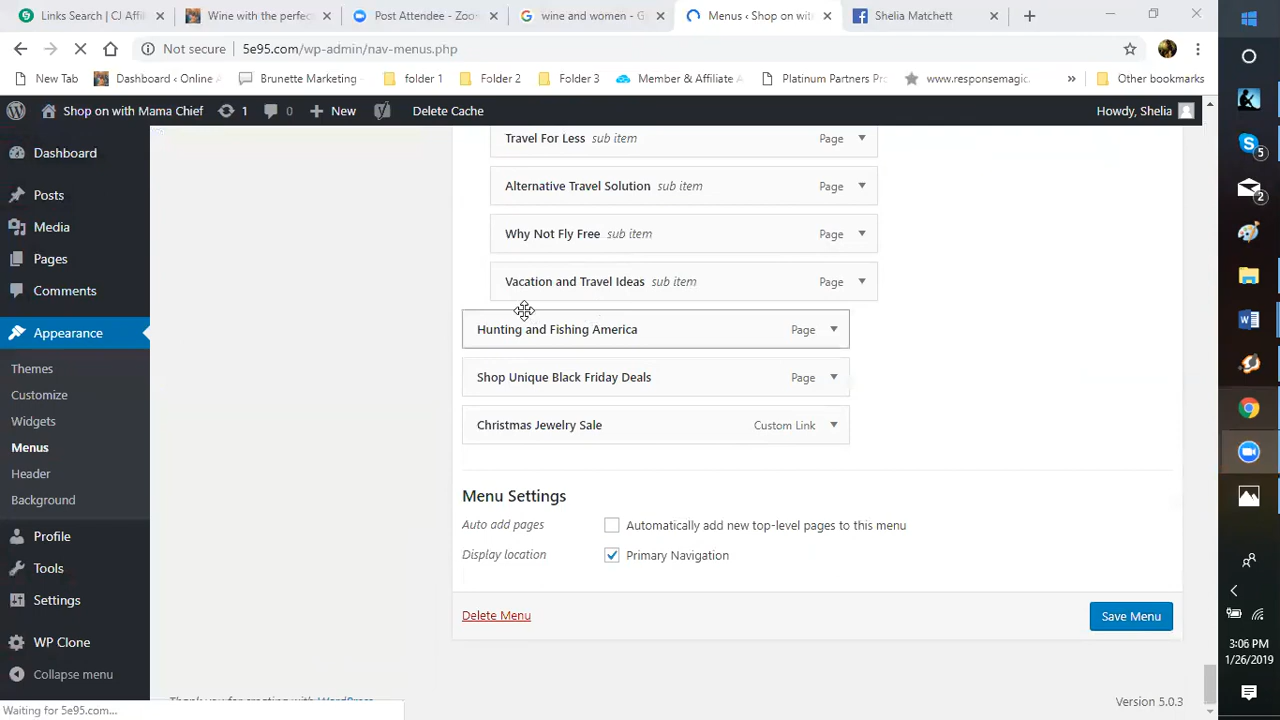 Links Search | CJ Affil
Wine with the perfec
Post Attendee - Zoo
wine and women - G
Menus ‹ Shop on wit
Shelia Matchett
Not secure | 5e95.com/wp-admin/nav-menus.php
New Tab
Dashboard ‹ Online A
Brunette Marketing -
folder 1
Folder 2
Folder 3
Member & Affiliate A
Platinum Partners Pr
www.responsemagic.
»
Other bookmarks
Shop on with Mama Chief
1
0
New
Delete Cache
Howdy, Shelia
Dashboard
Posts
Media
Pages
Comments
Appearance
Themes
Customize
Widgets
Menus
Header
Background
Profile
Tools
Settings
WP Clone
Collapse menu
Travel For Less sub item Page
Alternative Travel Solution sub item Page
Why Not Fly Free sub item Page
Vacation and Travel Ideas sub item Page
Hunting and Fishing America Page
Shop Unique Black Friday Deals Page
Christmas Jewelry Sale Custom Link
Menu Settings
Auto add pages Automatically add new top-level pages to this menu
Display location Primary Navigation
Delete Menu
Save Menu
Thank you for creating with WordPress
Version 5.0.3
Waiting for 5e95.com...
5
2
3:06 PM
1/26/2019